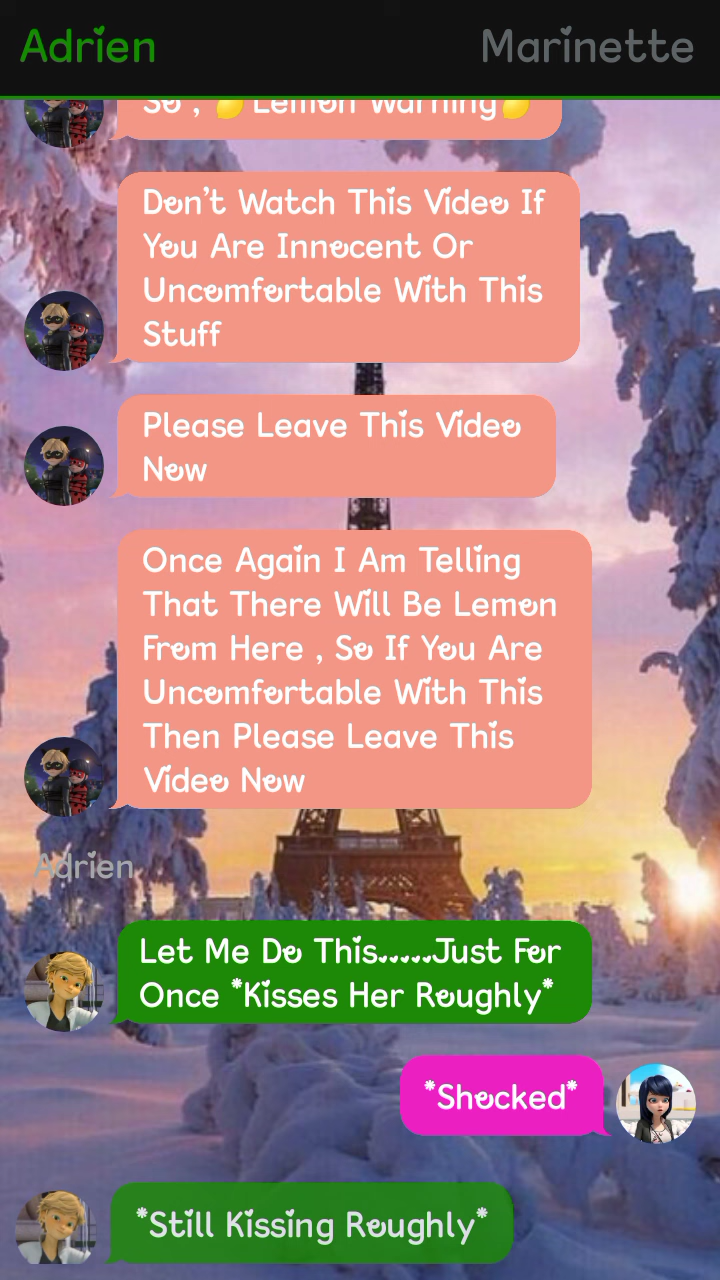 Adrien
Marinette
So , 🍋 Lemon Warning🍋
Don't Watch This Video If
You Are Innocent Or
Uncomfortable With This
Stuff
Please Leave This Video
Now
Once Again I Am Telling
That There Will Be Lemon
From Here , So If You Are
Uncomfortable With This
Then Please Leave This
Video Now
Adrien
Let Me Do This.....Just For
Once *Kisses Her Roughly*
*Shocked*
*Still Kissing Roughly*